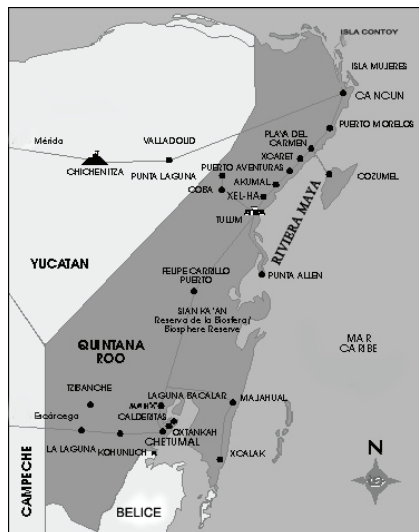 ISLA CONTOY
ISLA MUJERES
CANCUN
PUERTO MORELOS
PLAYA DEL
CARMEN
XCARET
Mérida
VALLADOLID
CHICHENITZA
PUNTA LAGUNA
PUERTO AVENTURAS
COBA
AKUMAL
XEL-HA
COZUMEL
TULUM
RIVIERA MAYA
YUCATAN
FELIPE CARRILLO
PUERTO
PUNTA ALLEN
SIAN KA'AN
Reserva de la Biosfera/
Biosphere Reserve
MAR
CARIBE
QUINTANA
ROO
TZIBANCHE
LAGUNA BACALAR
MAJAHUAL
Escárcega
CALDERITAS
OXTANKAH
CHETUMAL
LA LAGUNA
KOHUNLICH
XCALAK
N
CAMPECHE
BELICE